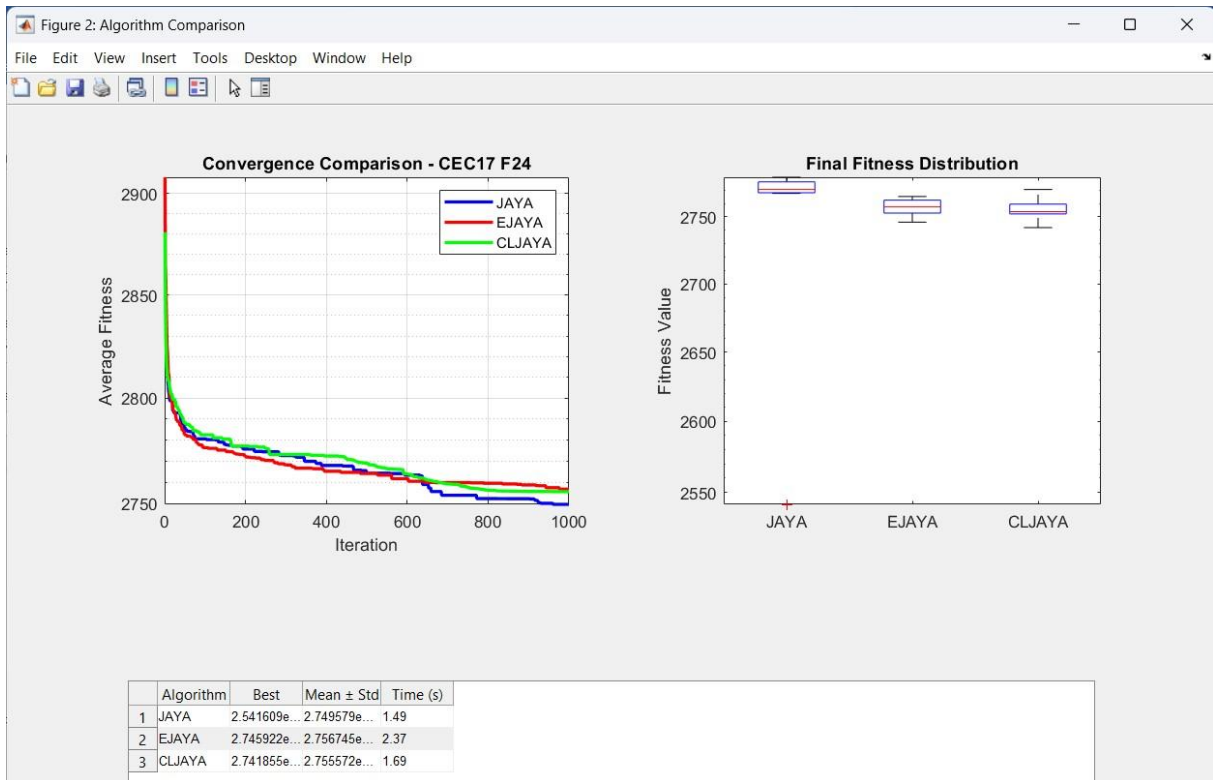 Figure 2: Algorithm Comparison
File Edit View Insert Tools Desktop Window Help
Convergence Comparison - CEC17 F24
2900
2850
2800
2750
Average Fitness
0 200 400 600 800 1000
Iteration
JAYA
EJAYA
CLJAYA
Final Fitness Distribution
2750
2700
2650
2600
2550
Fitness Value
JAYA EJAYA CLJAYA
Algorithm Best Mean ± Std Time (s)
1 JAYA 2.541609e... 2.749579e... 1.49
2 EJAYA 2.745922e... 2.756745e... 2.37
3 CLJAYA 2.741855e... 2.755572e... 1.69